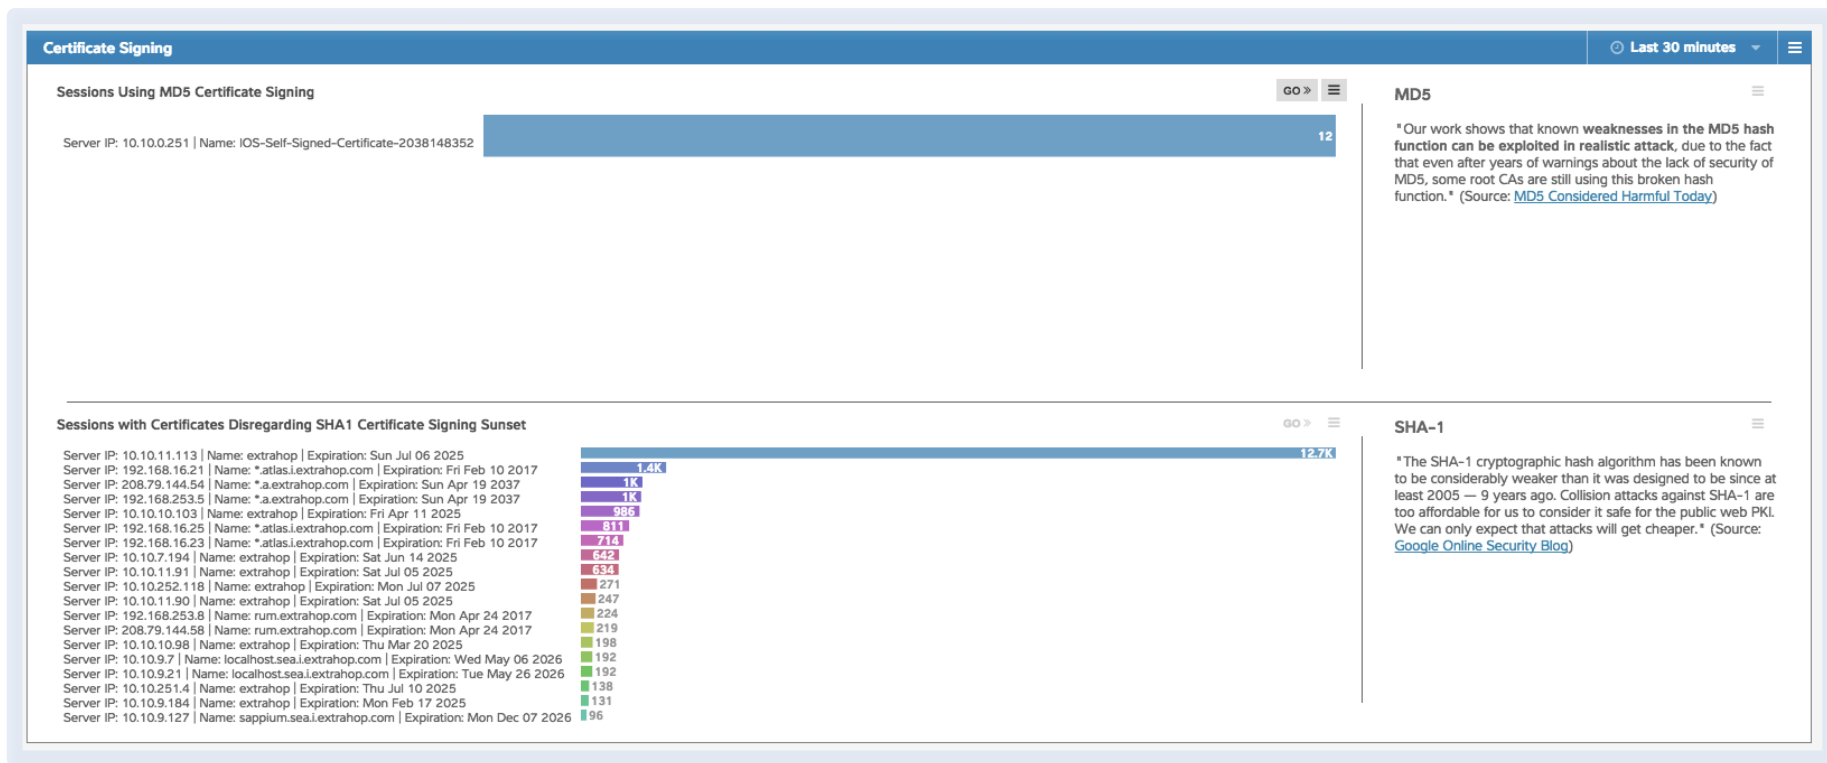 Certificate Signing
Last 30 minutes
Sessions Using MD5 Certificate Signing
GO »
Server IP: 10.10.0.251 | Name: IOS-Self-Signed-Certificate-2038148352
12
MD5
"Our work shows that known weaknesses in the MD5 hash
function can be exploited in realistic attack, due to the fact
that even after years of warnings about the lack of security of
MD5, some root CAs are still using this broken hash
function." (Source: MD5 Considered Harmful Today)
Sessions with Certificates Disregarding SHA1 Certificate Signing Sunset
GO »
Server IP: 10.10.11.113 | Name: extrahop | Expiration: Sun Jul 06 2025 12.7K
Server IP: 192.168.16.21 | Name: *.atlas.i.extrahop.com | Expiration: Fri Feb 10 2017 1.4K
Server IP: 208.79.144.54 | Name: *.a.extrahop.com | Expiration: Sun Apr 19 2037 1K
Server IP: 192.168.253.5 | Name: *.a.extrahop.com | Expiration: Sun Apr 19 2037 1K
Server IP: 10.10.10.103 | Name: extrahop | Expiration: Fri Apr 11 2025 986
Server IP: 192.168.16.25 | Name: *.atlas.i.extrahop.com | Expiration: Fri Feb 10 2017 811
Server IP: 192.168.16.23 | Name: *.atlas.i.extrahop.com | Expiration: Fri Feb 10 2017 714
Server IP: 10.10.7.194 | Name: extrahop | Expiration: Sat Jun 14 2025 642
Server IP: 10.10.11.91 | Name: extrahop | Expiration: Sat Jul 05 2025 634
Server IP: 10.10.252.118 | Name: extrahop | Expiration: Mon Jul 07 2025 271
Server IP: 10.10.11.90 | Name: extrahop | Expiration: Sat Jul 05 2025 247
Server IP: 192.168.253.8 | Name: rum.extrahop.com | Expiration: Mon Apr 24 2017 224
Server IP: 208.79.144.58 | Name: rum.extrahop.com | Expiration: Mon Apr 24 2017 219
Server IP: 10.10.10.98 | Name: extrahop | Expiration: Thu Mar 20 2025 198
Server IP: 10.10.9.7 | Name: localhost.sea.i.extrahop.com | Expiration: Wed May 06 2026 192
Server IP: 10.10.9.21 | Name: localhost.sea.i.extrahop.com | Expiration: Tue May 26 2026 192
Server IP: 10.10.251.4 | Name: extrahop | Expiration: Thu Jul 10 2025 138
Server IP: 10.10.9.184 | Name: extrahop | Expiration: Mon Feb 17 2025 131
Server IP: 10.10.9.127 | Name: sappium.sea.i.extrahop.com | Expiration: Mon Dec 07 2026 96
SHA-1
"The SHA-1 cryptographic hash algorithm has been known
to be considerably weaker than it was designed to be since at
least 2005 — 9 years ago. Collision attacks against SHA-1 are
too affordable for us to consider it safe for the public web PKI.
We can only expect that attacks will get cheaper." (Source:
Google Online Security Blog)